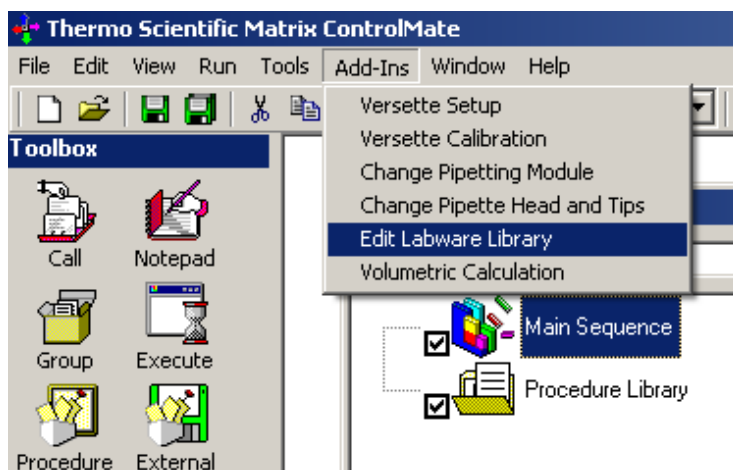 Thermo Scientific Matrix ControlMate
File Edit View Run Tools Add-Ins Window Help
Versette Setup
Versette Calibration
Change Pipetting Module
Change Pipette Head and Tips
Edit Labware Library
Volumetric Calculation
Toolbox
Call Notepad
Group Execute
Procedure External
Main Sequence
Procedure Library